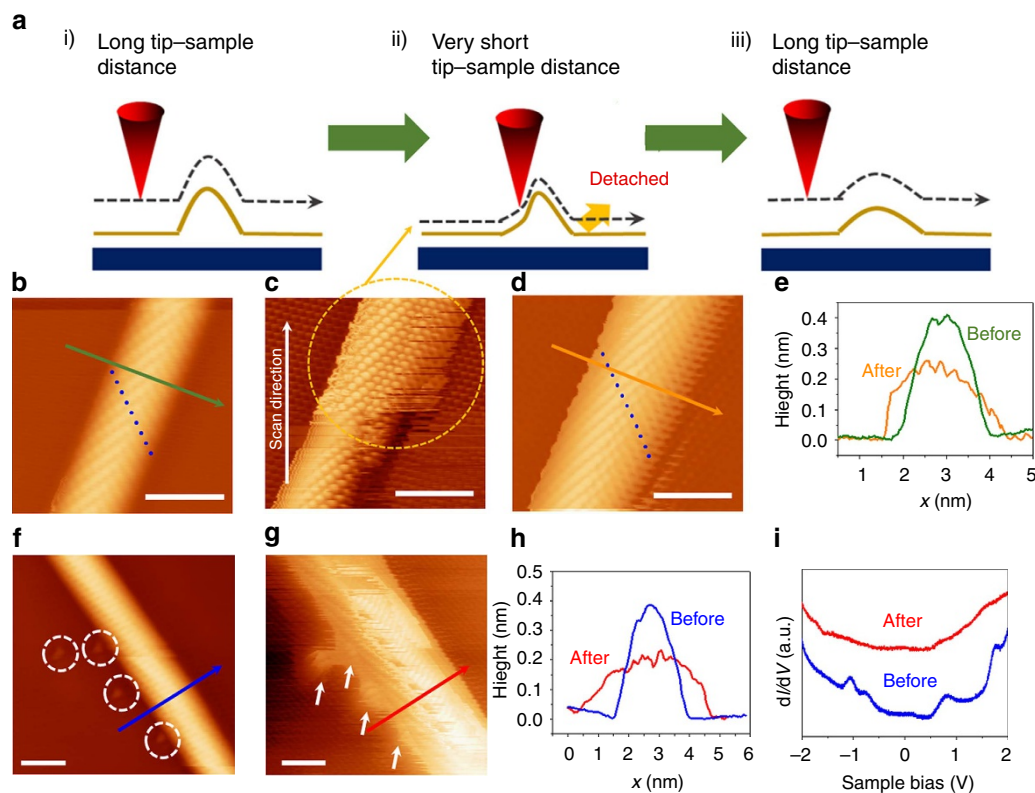 a
i) Long tip–sample
distance
ii) Very short
tip–sample distance
iii) Long tip–sample
distance
Detached
b
c
Scan direction
d
e
Hieght (nm)
0.4
0.3
0.2
0.1
0.0
Before
After
1 2 3 4 5
x (nm)
f
g
h
Hieght (nm)
0.5
0.4
0.3
0.2
0.1
0.0
Before
After
0 1 2 3 4 5 6
x (nm)
i
dI/dV (a.u.)
After
Before
−2 −1 0 1 2
Sample bias (V)